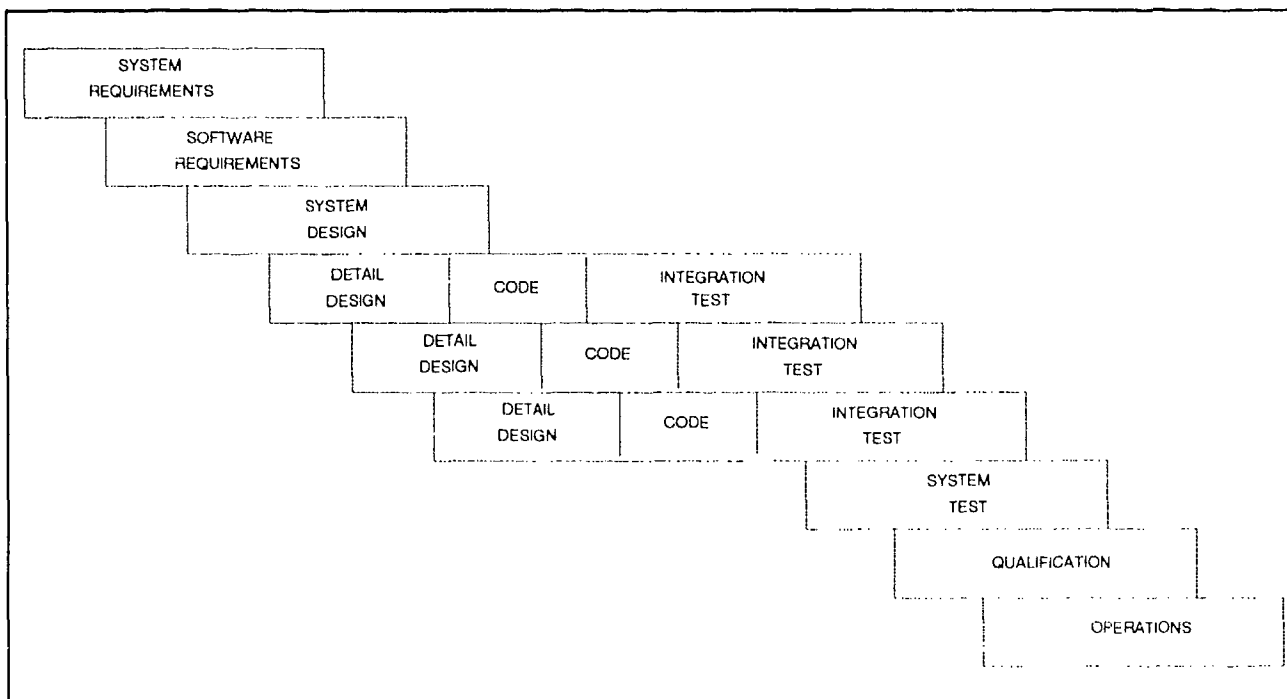 SYSTEM
REQUIREMENTS
SOFTWARE
REQUIREMENTS
SYSTEM
DESIGN
DETAIL
DESIGN
CODE
INTEGRATION
TEST
DETAIL
DESIGN
CODE
INTEGRATION
TEST
DETAIL
DESIGN
CODE
INTEGRATION
TEST
SYSTEM
TEST
QUALIFICATION
OPERATIONS